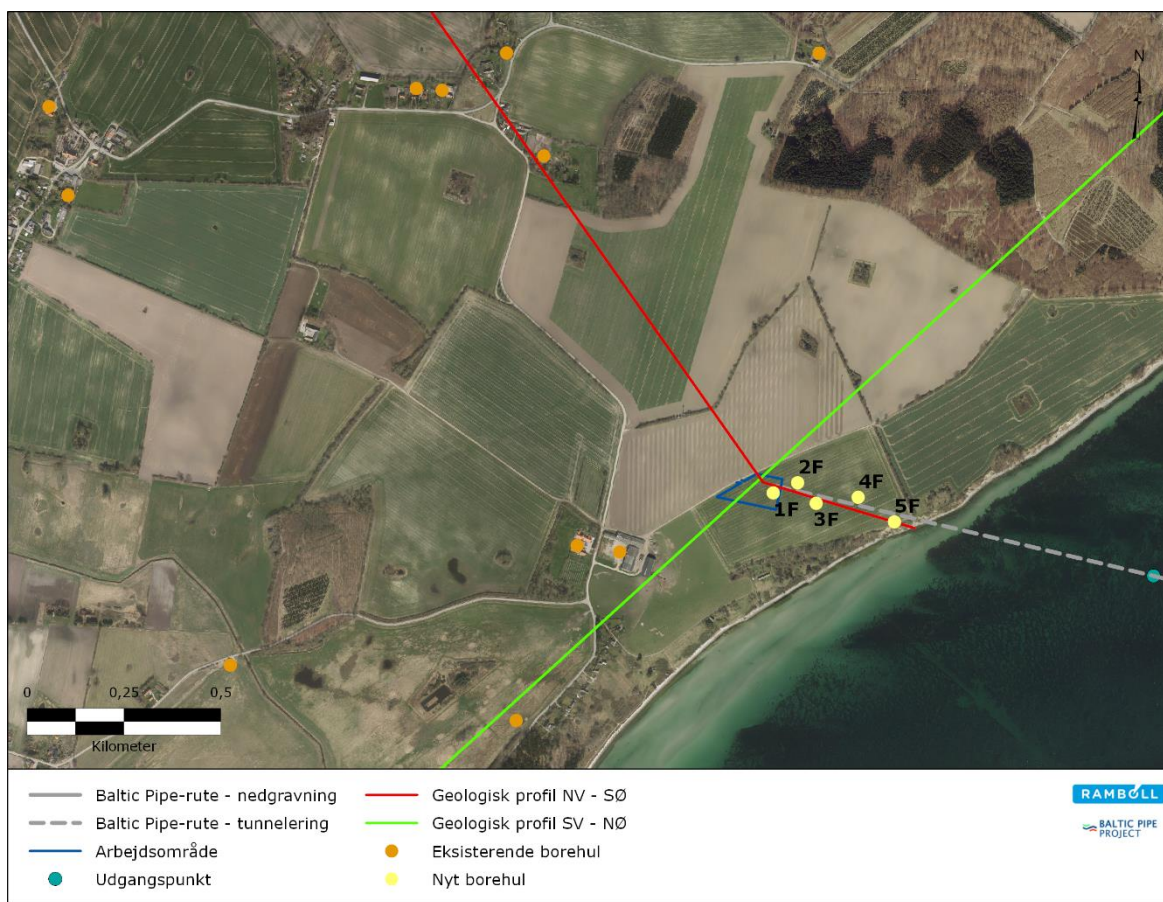 N
2F
4F
1F
3F
5F
0 0,25 0,5
Kilometer
Baltic Pipe-rute - nedgravning
Baltic Pipe-rute - tunnelering
Arbejdsområde
Udgangspunkt
Geologisk profil NV - SØ
Geologisk profil SV - NØ
Eksisterende borehul
Nyt borehul
RAMBOLL
BALTIC PIPE
PROJECT